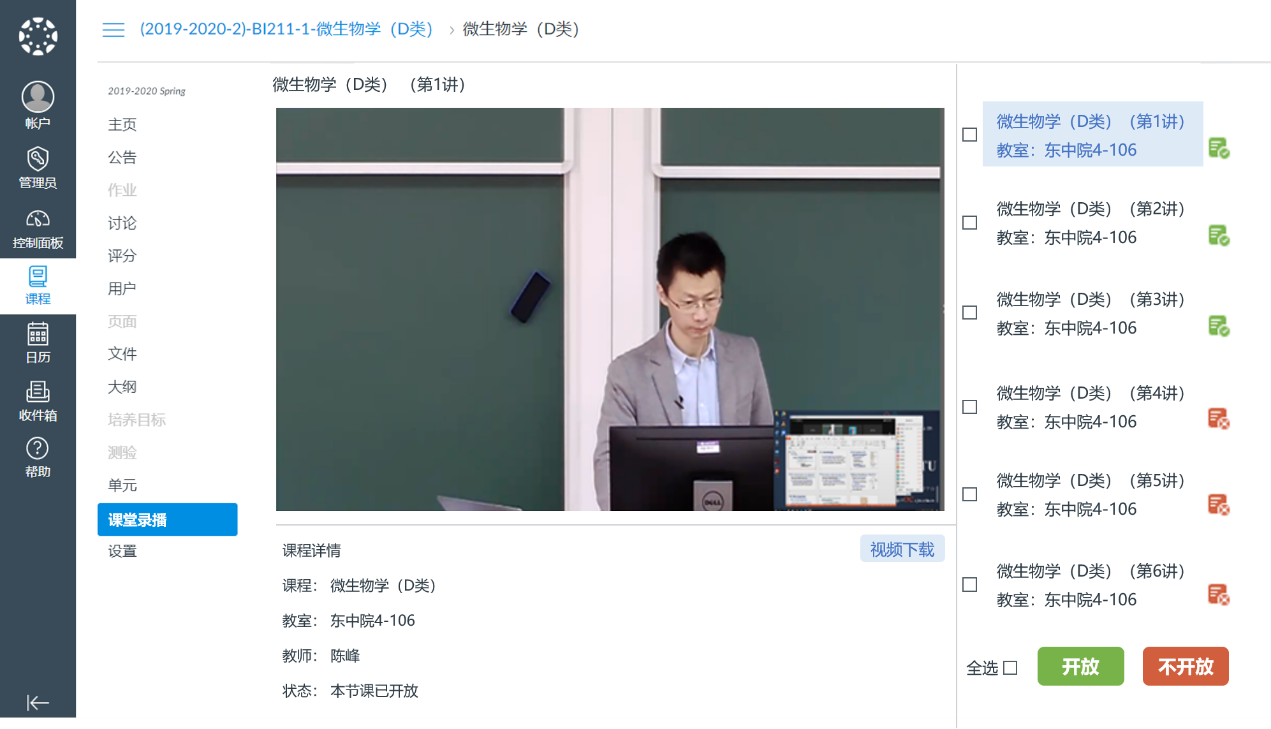 (2019-2020-2)-BI211-1-微生物学（D类） › 微生物学（D类）
帐户
管理员
控制面板
课程
日历
收件箱
帮助
2019-2020 Spring
主页
公告
作业
讨论
评分
用户
页面
文件
大纲
培养目标
测验
单元
课堂录播
设置
微生物学（D类）（第1讲）
DELL
课程详情
视频下载
课程： 微生物学（D类）
教室： 东中院4-106
教师： 陈峰
状态： 本节课已开放
微生物学（D类）（第1讲）
教室：东中院4-106
微生物学（D类）（第2讲）
教室：东中院4-106
微生物学（D类）（第3讲）
教室：东中院4-106
微生物学（D类）（第4讲）
教室：东中院4-106
微生物学（D类）（第5讲）
教室：东中院4-106
微生物学（D类）（第6讲）
教室：东中院4-106
全选 开放 不开放